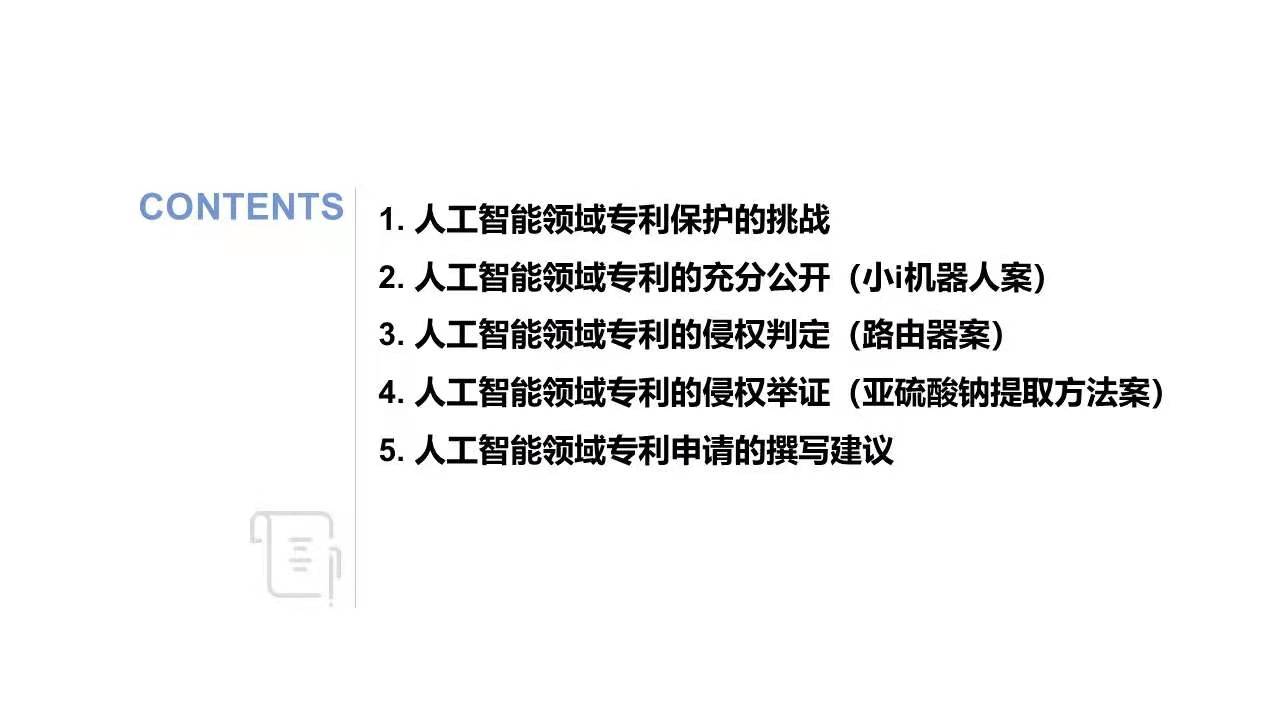 CONTENTS
1. 人工智能领域专利保护的挑战
2. 人工智能领域专利的充分公开（小i机器人案）
3. 人工智能领域专利的侵权判定（路由器案）
4. 人工智能领域专利的侵权举证（亚硫酸钠提取方法案）
5. 人工智能领域专利申请的撰写建议